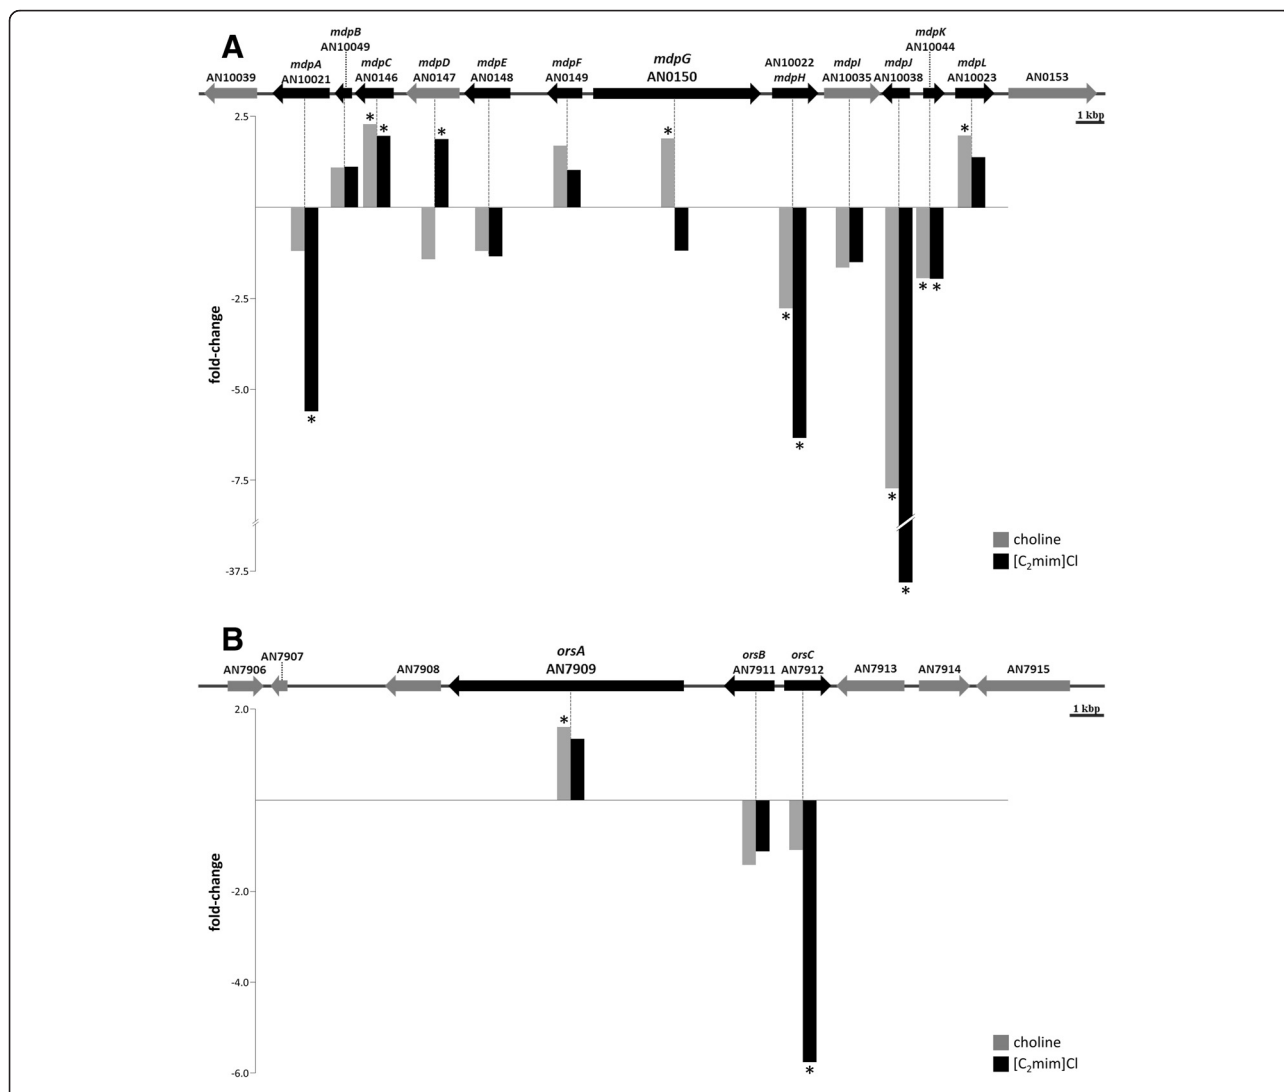 A
mdpB
AN10049
mdpK
AN10044
AN10039
mdpA
AN10021
mdpC
AN0146
mdpD
AN0147
mdpE
AN0148
mdpF
AN0149
mdpG
AN0150
AN10022
mdpH
mdpI
AN10035
mdpJ
AN10038
mdpL
AN10023
AN0153
1 kbp
2.5
-2.5
-5.0
-7.5
-37.5
fold-change
* * * * * * * * * * * *
choline
[C₂mim]Cl
B
AN7906
AN7907
AN7908
orsA
AN7909
orsB
AN7911
orsC
AN7912
AN7913
AN7914
AN7915
1 kbp
2.0
-2.0
-4.0
-6.0
fold-change
* *
choline
[C₂mim]Cl